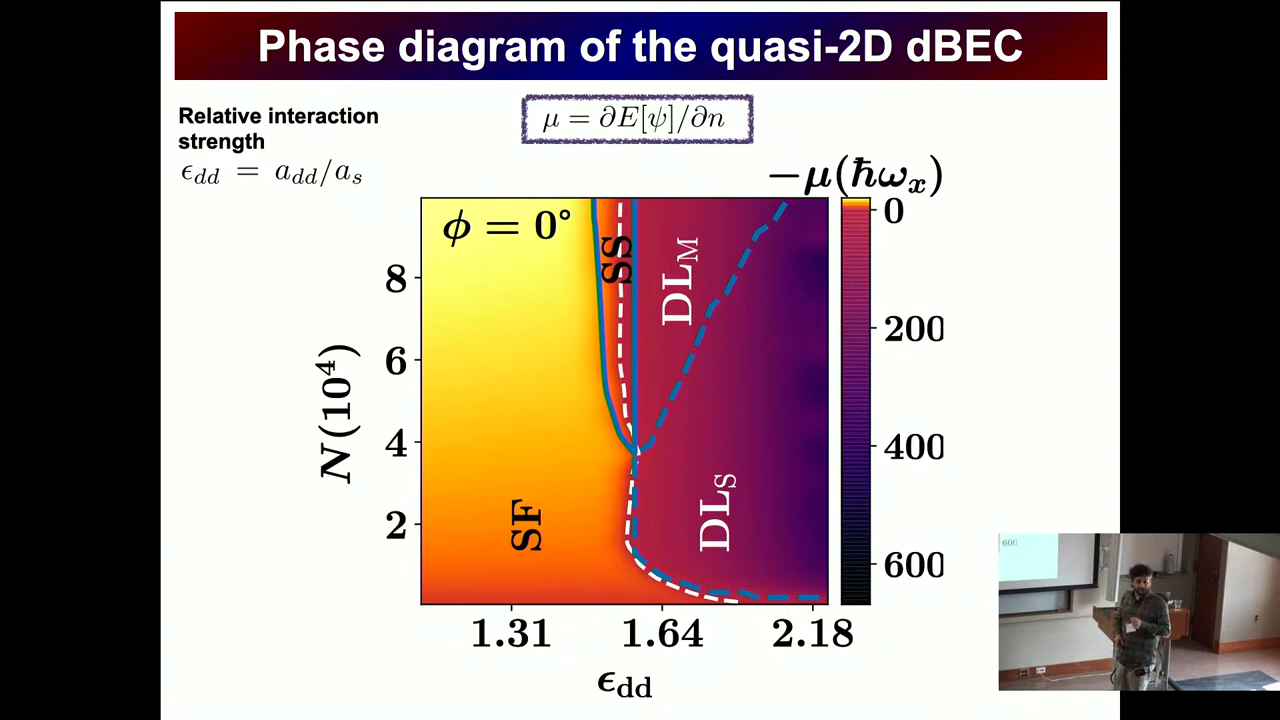 Phase diagram of the quasi-2D dBEC
Relative interaction
strength
ϵ_dd = a_dd/a_s
μ = ∂E[ψ]/∂n
−μ(ħω_x)
ϕ = 0°
SS
DL_M
SF
DL_S
8
6
4
2
N(10⁴)
1.31
1.64
2.18
ϵ_dd
0
200
400
600
600